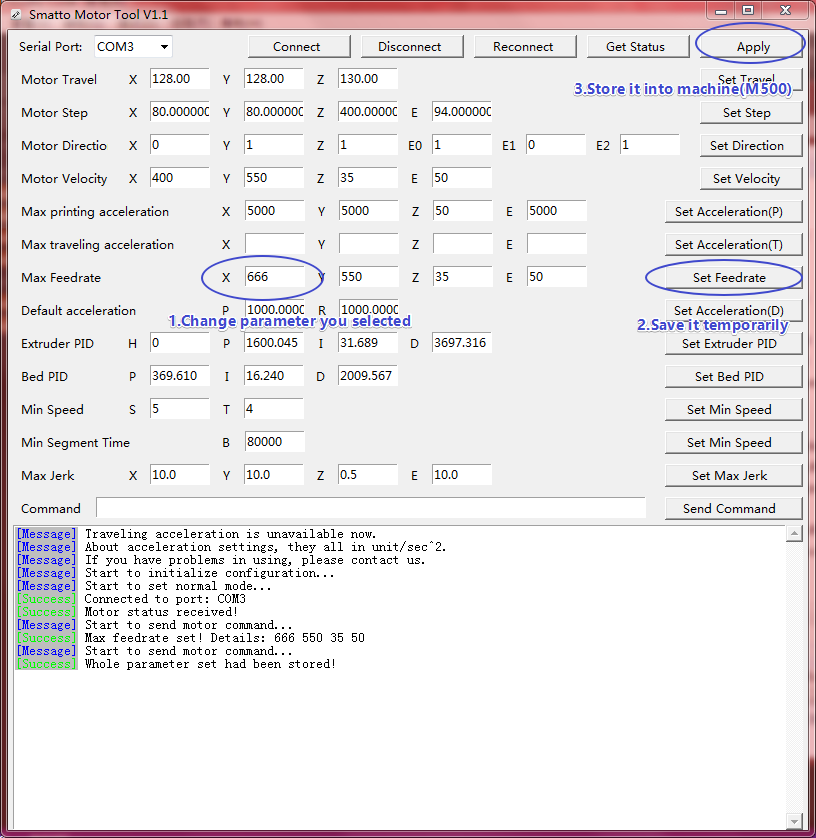 Smatto Motor Tool V1.1
Serial Port: COM3 Connect Disconnect Reconnect Get Status Apply
Motor Travel X 128.00 Y 128.00 Z 130.00 Set Travel
3.Store it into machine(M500)
Motor Step X 80.000000 Y 80.000000 Z 400.00000 E 94.000000 Set Step
Motor Directio X 0 Y 1 Z 1 E0 1 E1 0 E2 1 Set Direction
Motor Velocity X 400 Y 550 Z 35 E 50 Set Velocity
Max printing acceleration X 5000 Y 5000 Z 50 E 5000 Set Acceleration(P)
Max traveling acceleration X Y Z E Set Acceleration(T)
Max Feedrate X 666 Y 550 Z 35 E 50 Set Feedrate
Default acceleration P 1000.0000 R 1000.0000 Set Acceleration(D)
1.Change parameter you selected 2.Save it temporarily
Extruder PID H 0 P 1600.045 I 31.689 D 3697.316 Set Extruder PID
Bed PID P 369.610 I 16.240 D 2009.567 Set Bed PID
Min Speed S 5 T 4 Set Min Speed
Min Segment Time B 80000 Set Min Speed
Max Jerk X 10.0 Y 10.0 Z 0.5 E 10.0 Set Max Jerk
Command Send Command
[Message] Traveling acceleration is unavailable now.
[Message] About acceleration settings, they all in unit/sec^2.
[Message] If you have problems in using, please contact us.
[Message] Start to initialize configuration...
[Message] Start to set normal mode...
[Success] Connected to port: COM3
[Success] Motor status received!
[Message] Start to send motor command...
[Success] Max feedrate set! Details: 666 550 35 50
[Message] Start to send motor command...
[Success] Whole parameter set had been stored!